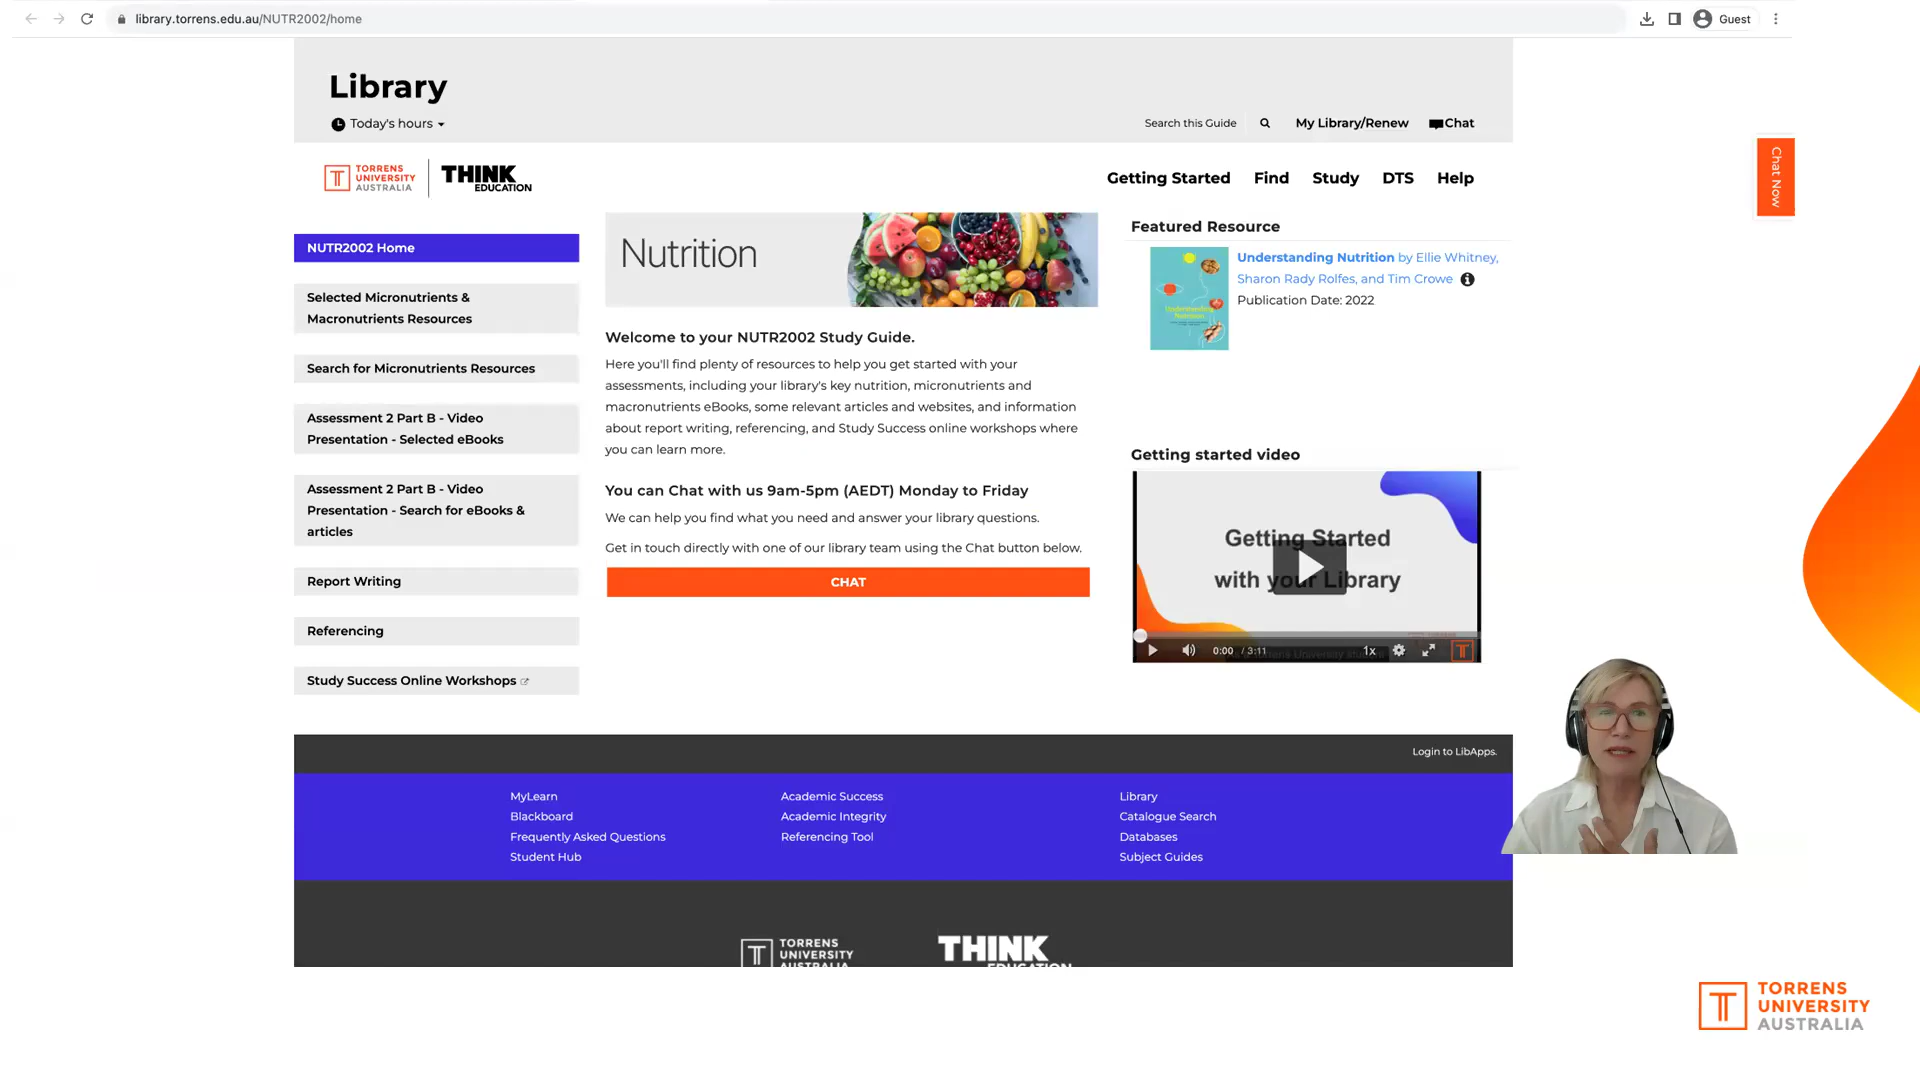 library.torrens.edu.au/NUTR2002/home
Guest
Library
Today's hours
Search this Guide
My Library/Renew
Chat
Chat Now
TORRENS
UNIVERSITY
AUSTRALIA
THINK
EDUCATION
Getting Started
Find
Study
DTS
Help
NUTR2002 Home
Selected Micronutrients &
Macronutrients Resources
Search for Micronutrients Resources
Assessment 2 Part B - Video
Presentation - Selected eBooks
Assessment 2 Part B - Video
Presentation - Search for eBooks &
articles
Report Writing
Referencing
Study Success Online Workshops
Nutrition
Welcome to your NUTR2002 Study Guide.
Here you'll find plenty of resources to help you get started with your
assessments, including your library's key nutrition, micronutrients and
macronutrients eBooks, some relevant articles and websites, and information
about report writing, referencing, and Study Success online workshops where
you can learn more.
You can Chat with us 9am-5pm (AEDT) Monday to Friday
We can help you find what you need and answer your library questions.
Get in touch directly with one of our library team using the Chat button below.
CHAT
Featured Resource
Understanding Nutrition by Ellie Whitney,
Sharon Rady Rolfes, and Tim Crowe
Publication Date: 2022
Understanding
Nutrition
Getting started video
Getting Started
with your Library
0:00 / 3:11
1x
Login to LibApps.
MyLearn
Blackboard
Frequently Asked Questions
Student Hub
Academic Success
Academic Integrity
Referencing Tool
Library
Catalogue Search
Databases
Subject Guides
TORRENS
UNIVERSITY
AUSTRALIA
THINK
EDUCATION
TORRENS
UNIVERSITY
AUSTRALIA